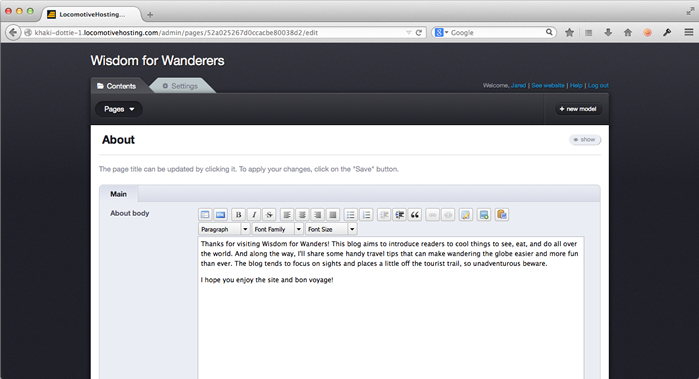 LocomotiveHosting...
khaki-dottie-1.locomotivehosting.com/admin/pages/52a025267d0ccacbe80038d2/edit
Google
Wisdom for Wanderers
Contents
Settings
Welcome, Jared | See website | Help | Log out
Pages
+ new model
About
show
The page title can be updated by clicking it. To apply your changes, click on the "Save" button.
Main
About body
B I S
Paragraph
Font Family
Font Size
Thanks for visiting Wisdom for Wanders! This blog aims to introduce readers to cool things to see, eat, and do all over
the world. And along the way, I'll share some handy travel tips that can make wandering the globe easier and more fun
than ever. The blog tends to focus on sights and places a little off the tourist trail, so unadventurous beware.
I hope you enjoy the site and bon voyage!